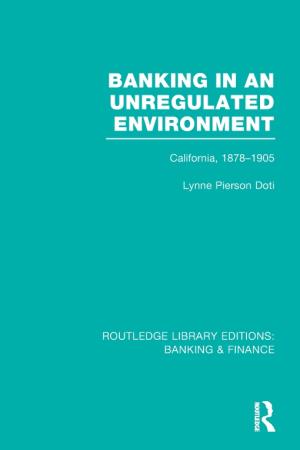 BANKING IN AN
UNREGULATED
ENVIRONMENT
California, 1878–1905
Lynne Pierson Doti
ROUTLEDGE LIBRARY EDITIONS:
BANKING & FINANCE
ROUTLEDGE